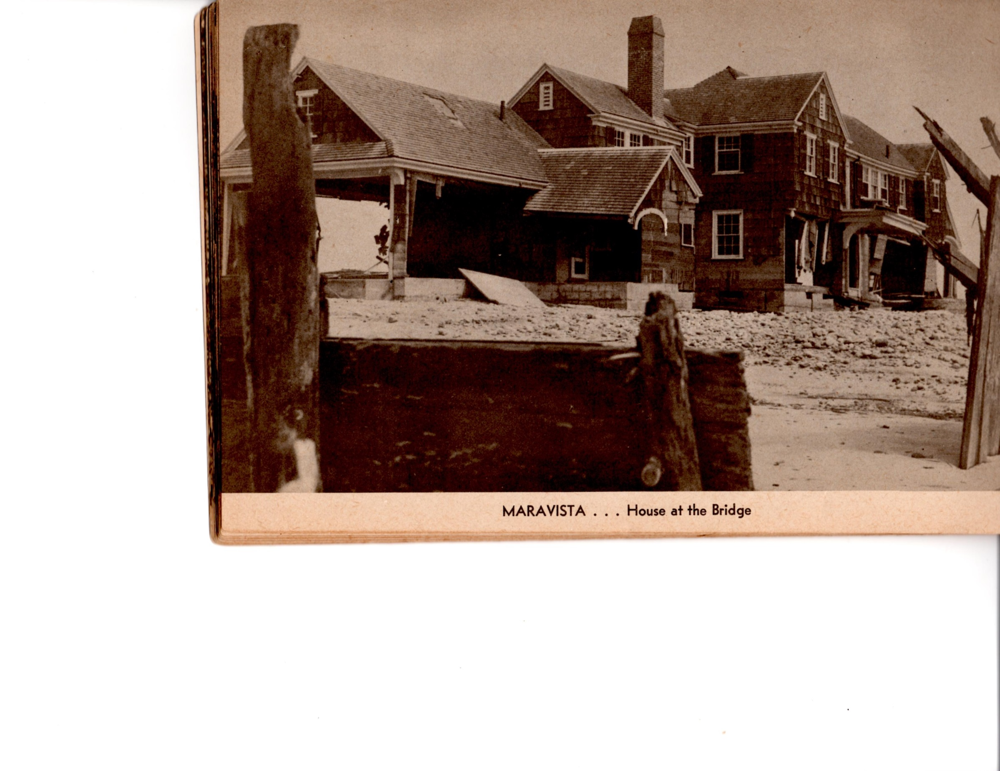 MARAVISTA . . . House at the Bridge